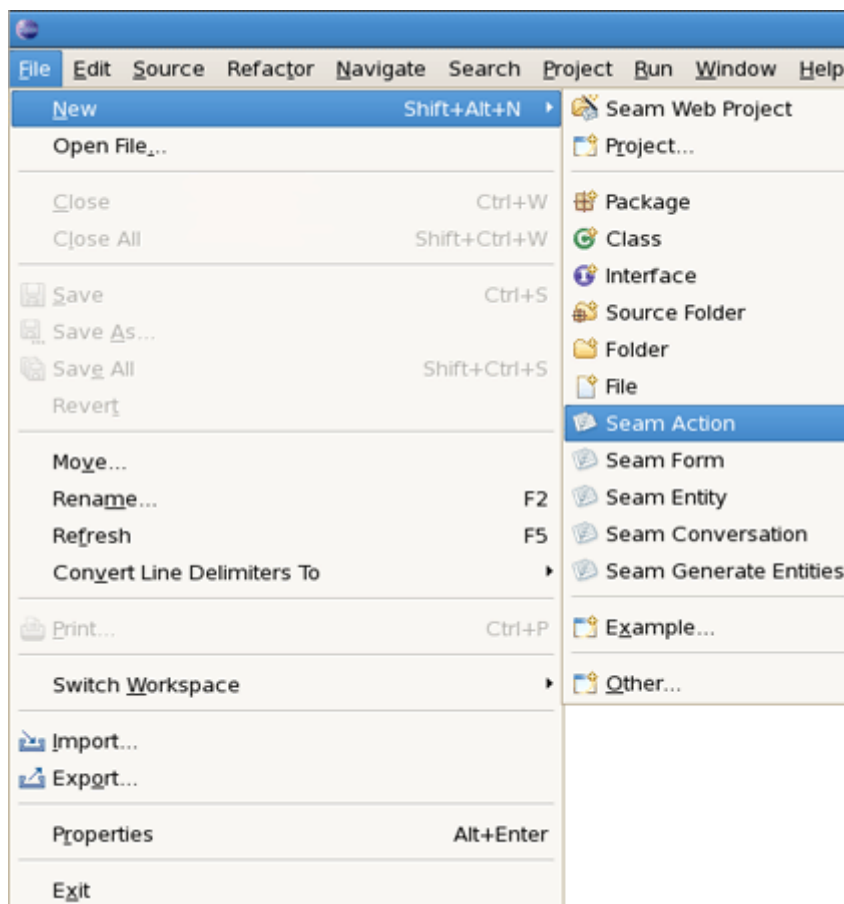 File Edit Source Refactor Navigate Search Project Run Window Help
New Shift+Alt+N
Open File...
Close Ctrl+W
Close All Shift+Ctrl+W
Save Ctrl+S
Save As...
Save All Shift+Ctrl+S
Revert
Move...
Rename... F2
Refresh F5
Convert Line Delimiters To
Print... Ctrl+P
Switch Workspace
Import...
Export...
Properties Alt+Enter
Exit
Seam Web Project
Project...
Package
Class
Interface
Source Folder
Folder
File
Seam Action
Seam Form
Seam Entity
Seam Conversation
Seam Generate Entities
Example...
Other...